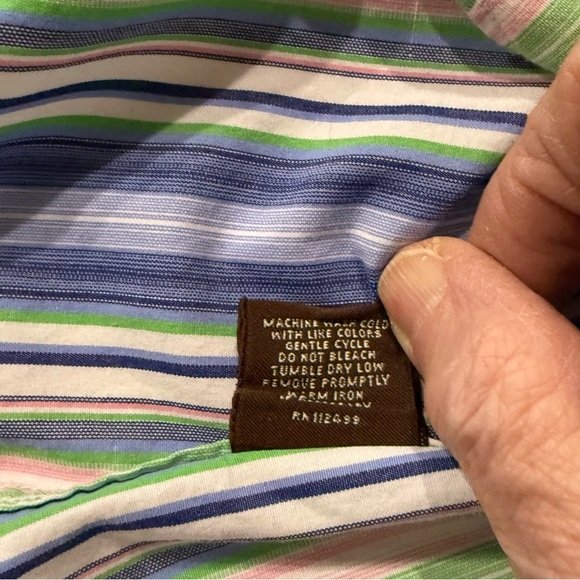 MACHINE WASH COLD
WITH LIKE COLORS
GENTLE CYCLE
DO NOT BLEACH
TUMBLE DRY LOW
REMOVE PROMPTLY
WARM IRON
RN 112499